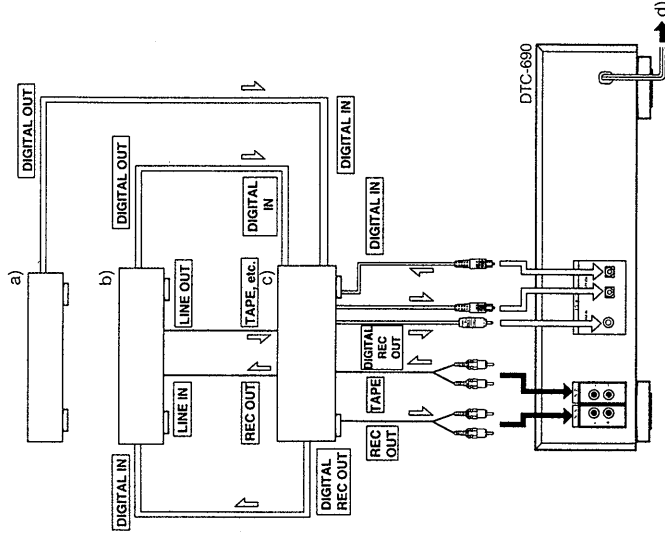 a)
DIGITAL OUT
b)
DIGITAL OUT
LINE IN
LINE OUT
DIGITAL IN
REC OUT
TAPE, etc.
DIGITAL
IN
c)
DIGITAL IN
DIGITAL
REC OUT
REC
OUT
TAPE
DIGITAL
REC
OUT
DIGITAL IN
DTC-690
d)